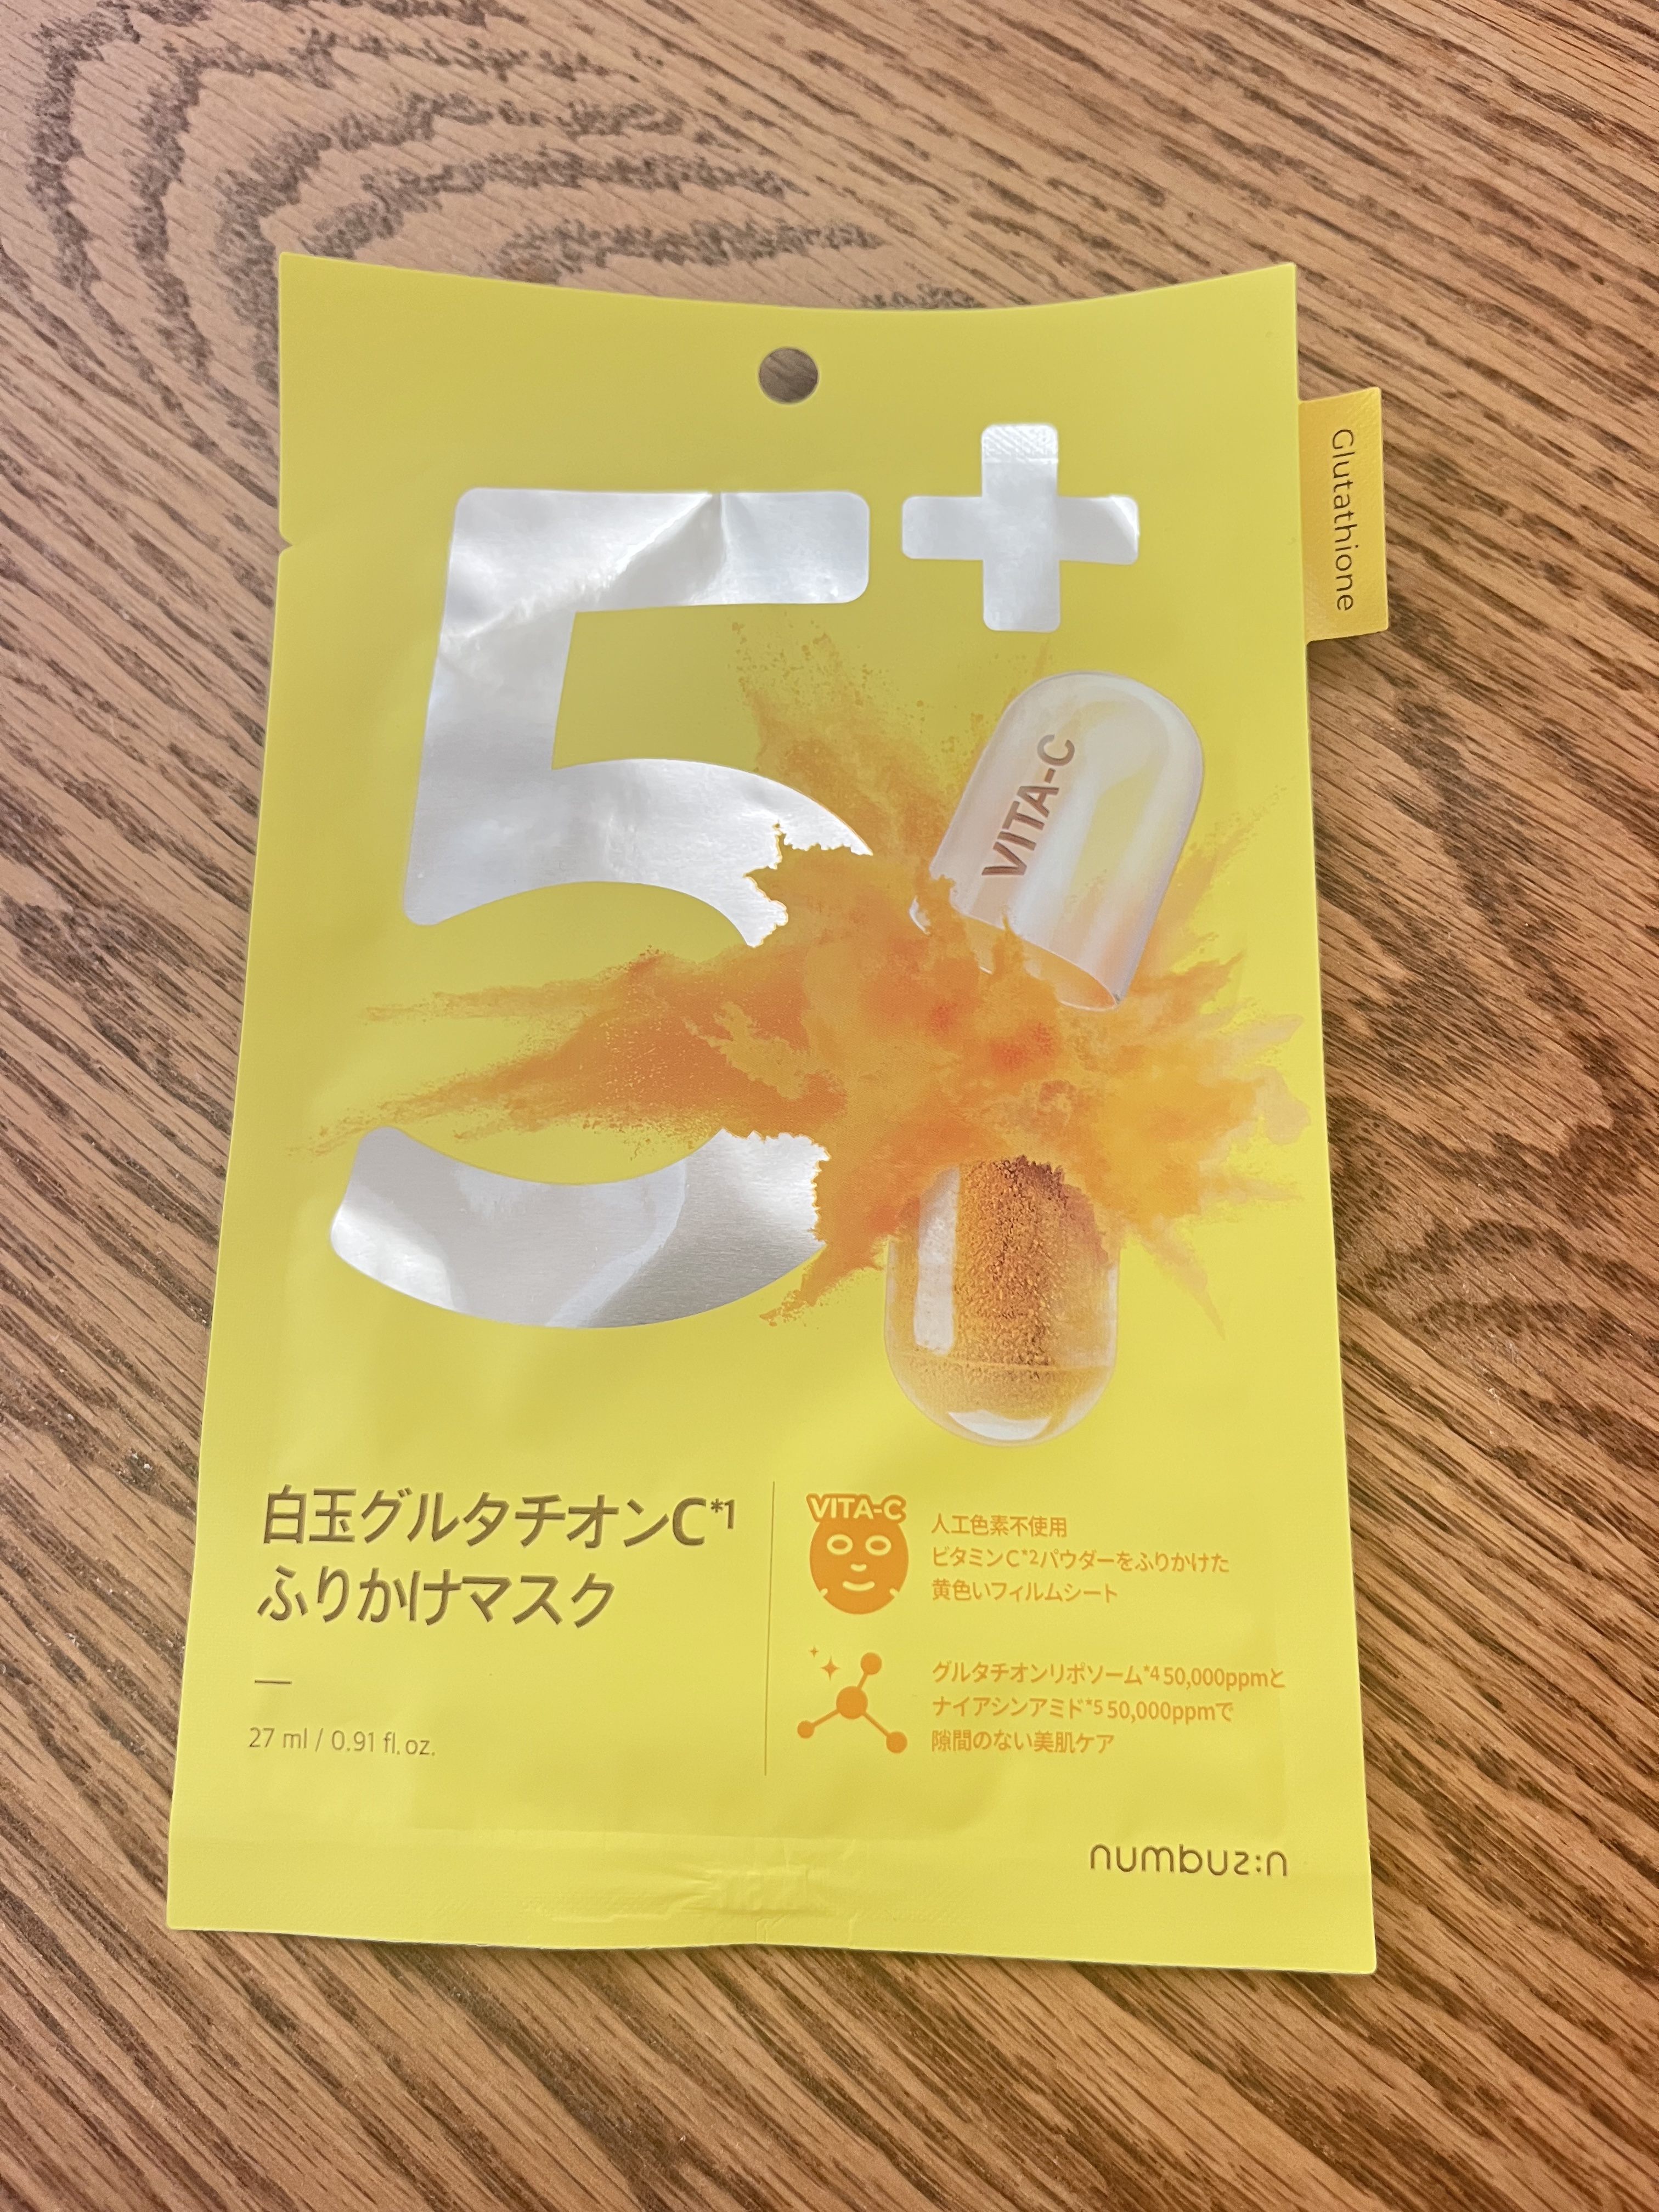 5+
Glutathione
VITA-C
白玉グルタチオンC*1
ふりかけマスク
27 ml / 0.91 fl. oz.
VITA-C
人工色素不使用
ビタミンC*2パウダーをふりかけた
黄色いフィルムシート
グルタチオンリポソーム*4 50,000ppmと
ナイアシンアミド*5 50,000ppmで
隙間のない美肌ケア
numbuz:n